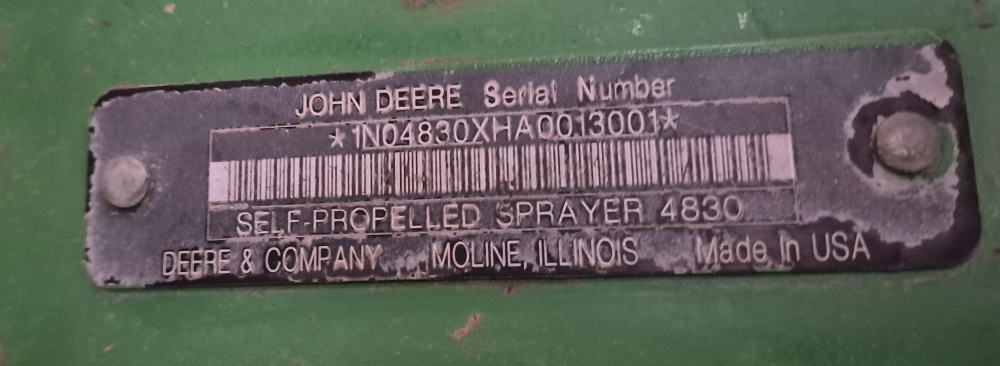 JOHN DEERE Serial Number
*1N04830XHA0013001*
SELF-PROPELLED SPRAYER 4830
DEERE & COMPANY MOLINE, ILLINOIS Made In USA